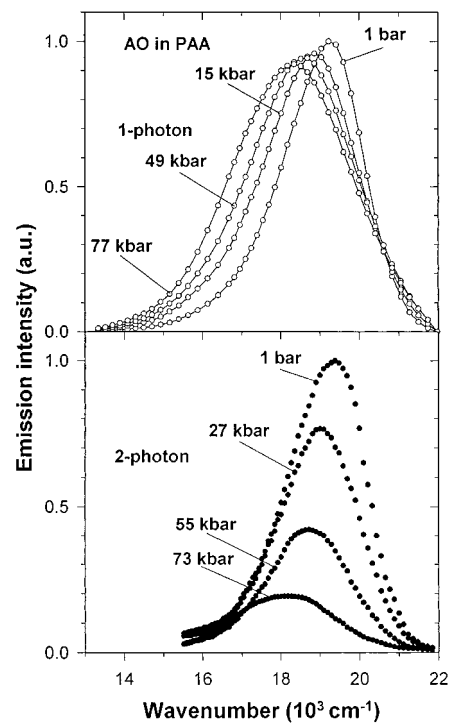 AO in PAA
1 bar
15 kbar
1-photon
49 kbar
77 kbar
1.0
0.5
0.0
Emission intensity (a.u.)
1 bar
27 kbar
2-photon
55 kbar
73 kbar
1.0
0.5
0.0
14 16 18 20 22
Wavenumber (10³ cm⁻¹)